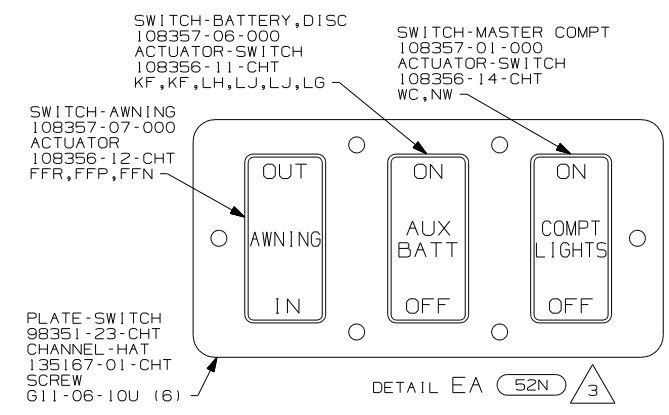 SWITCH-BATTERY,DISC
108357-06-000
ACTUATOR-SWITCH
108356-11-CHT
KF,KF,LH,LJ,LJ,LG
SWITCH-MASTER COMPT
108357-01-000
ACTUATOR-SWITCH
108356-14-CHT
WC,NW
SWITCH-AWNING
108357-07-000
ACTUATOR
108356-12-CHT
FFR,FFP,FFN
OUT
AWNING
IN
ON
AUX
BATT
OFF
ON
COMPT
LIGHTS
OFF
PLATE-SWITCH
98351-23-CHT
CHANNEL-HAT
135167-01-CHT
SCREW
G11-06-10U (6)
DETAIL EA 52N 3